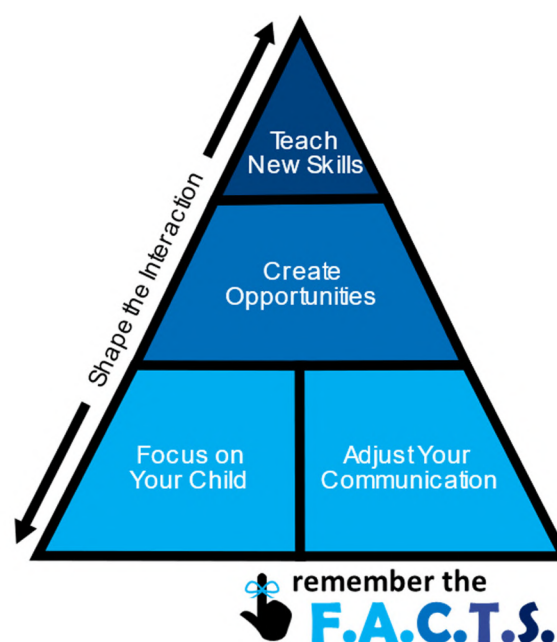 Teach
New Skills
Create
Opportunities
Shape the Interaction
Focus on
Your Child
Adjust Your
Communication
remember the
F.A.C.T.S.